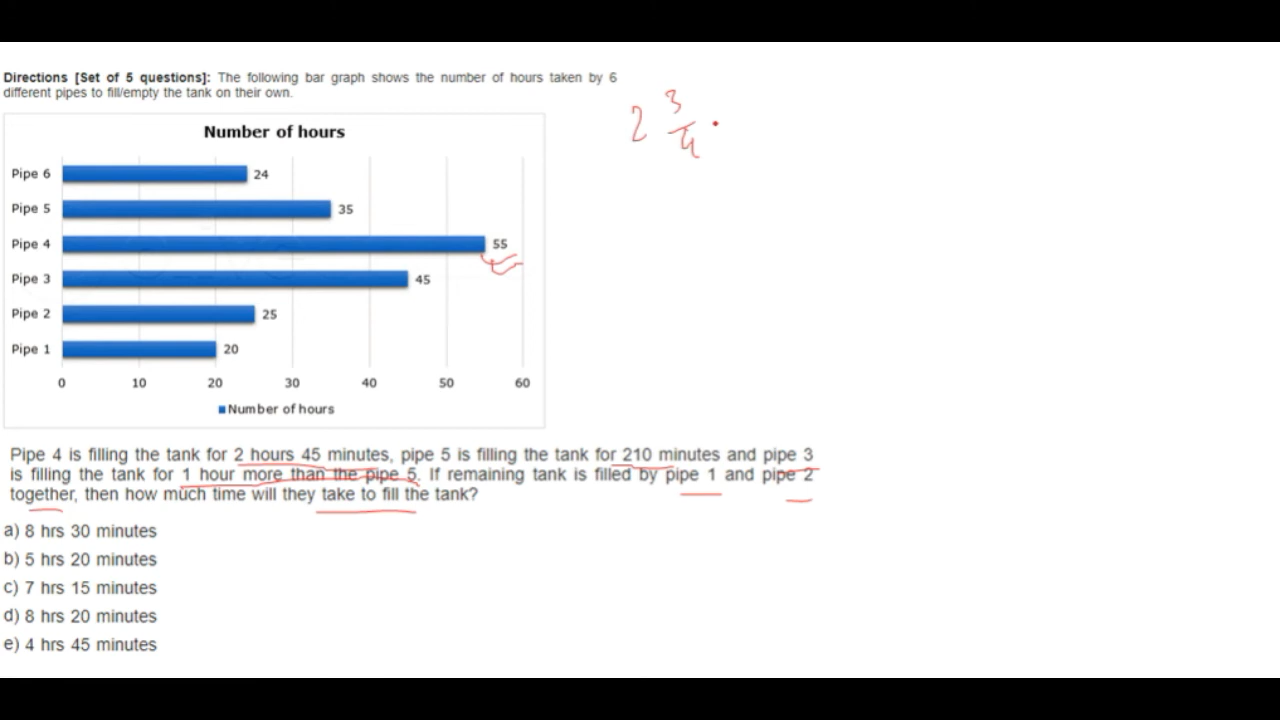 Directions [Set of 5 questions]: The following bar graph shows the number of hours taken by 6
different pipes to fill/empty the tank on their own.
2 3/4
Number of hours
Pipe 6 24
Pipe 5 35
Pipe 4 55
Pipe 3 45
Pipe 2 25
Pipe 1 20
0 10 20 30 40 50 60
Number of hours
Pipe 4 is filling the tank for 2 hours 45 minutes, pipe 5 is filling the tank for 210 minutes and pipe 3
is filling the tank for 1 hour more than the pipe 5. If remaining tank is filled by pipe 1 and pipe 2
together, then how much time will they take to fill the tank?
a) 8 hrs 30 minutes
b) 5 hrs 20 minutes
c) 7 hrs 15 minutes
d) 8 hrs 20 minutes
e) 4 hrs 45 minutes